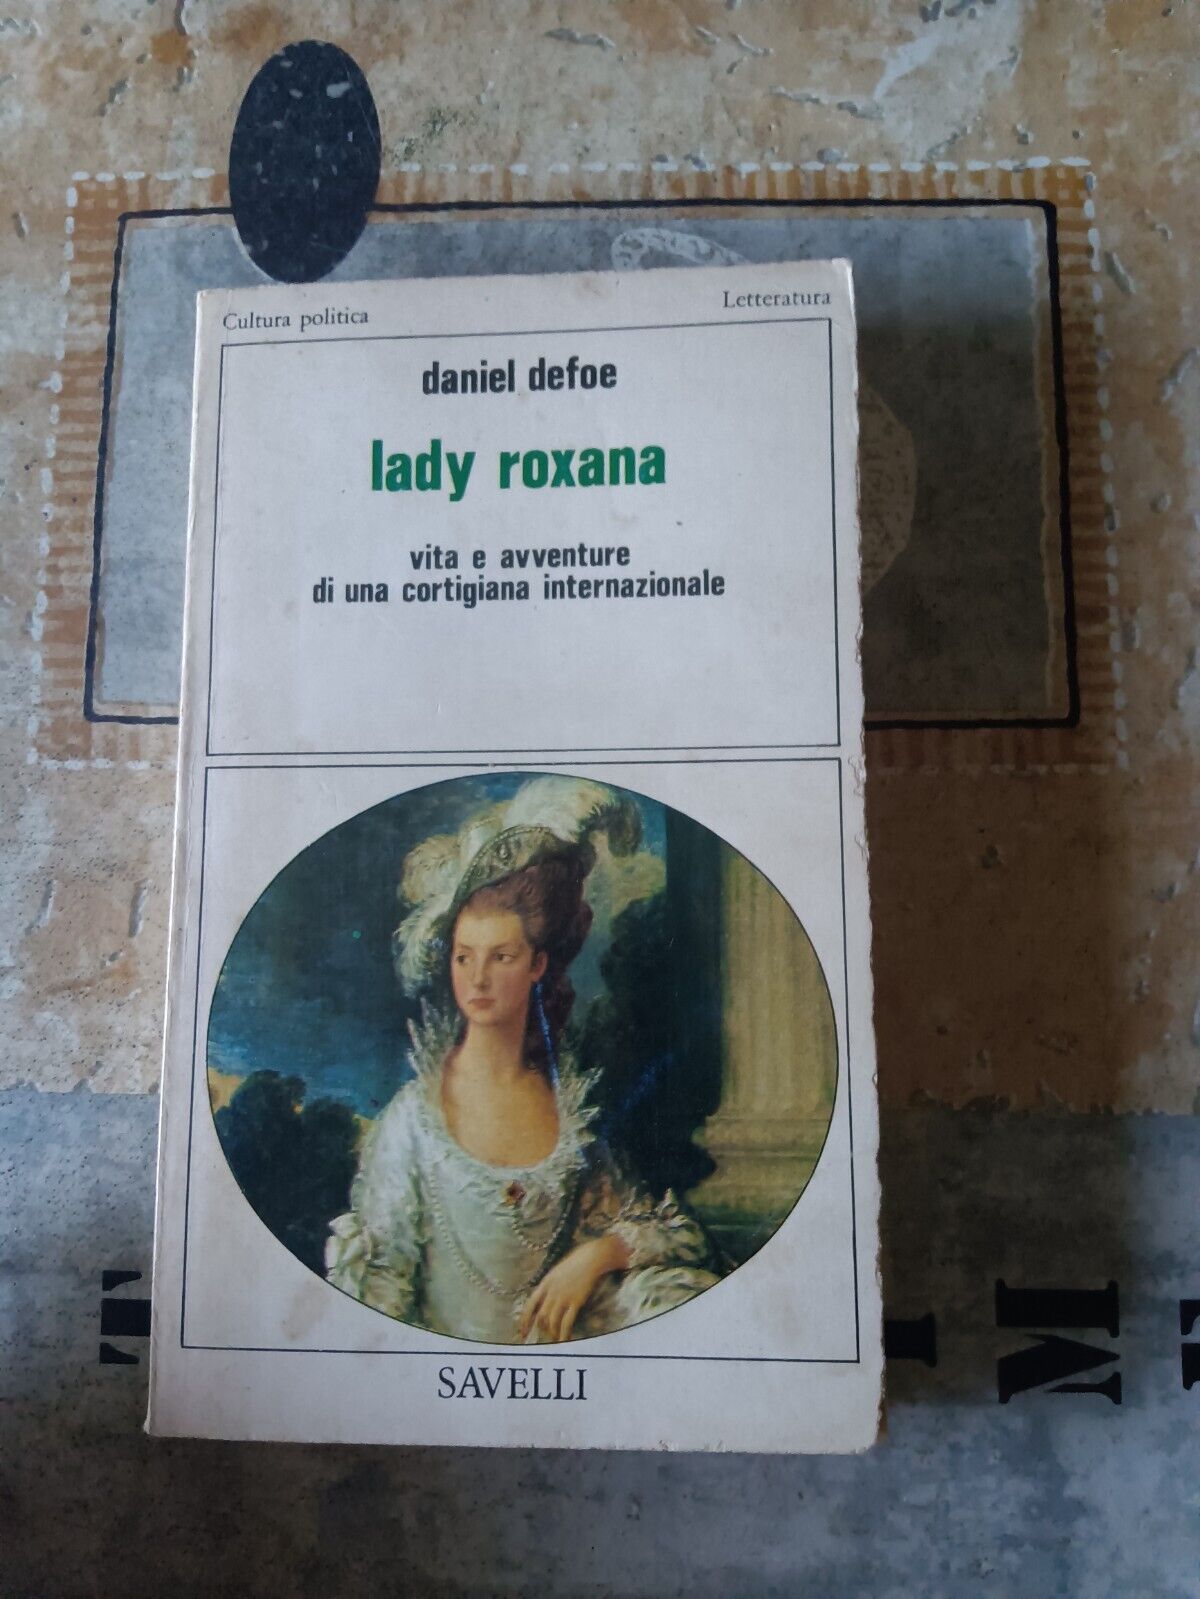 Cultura politica
Letteratura
daniel defoe
lady roxana
vita e avventure
di una cortigiana internazionale
SAVELLI
M